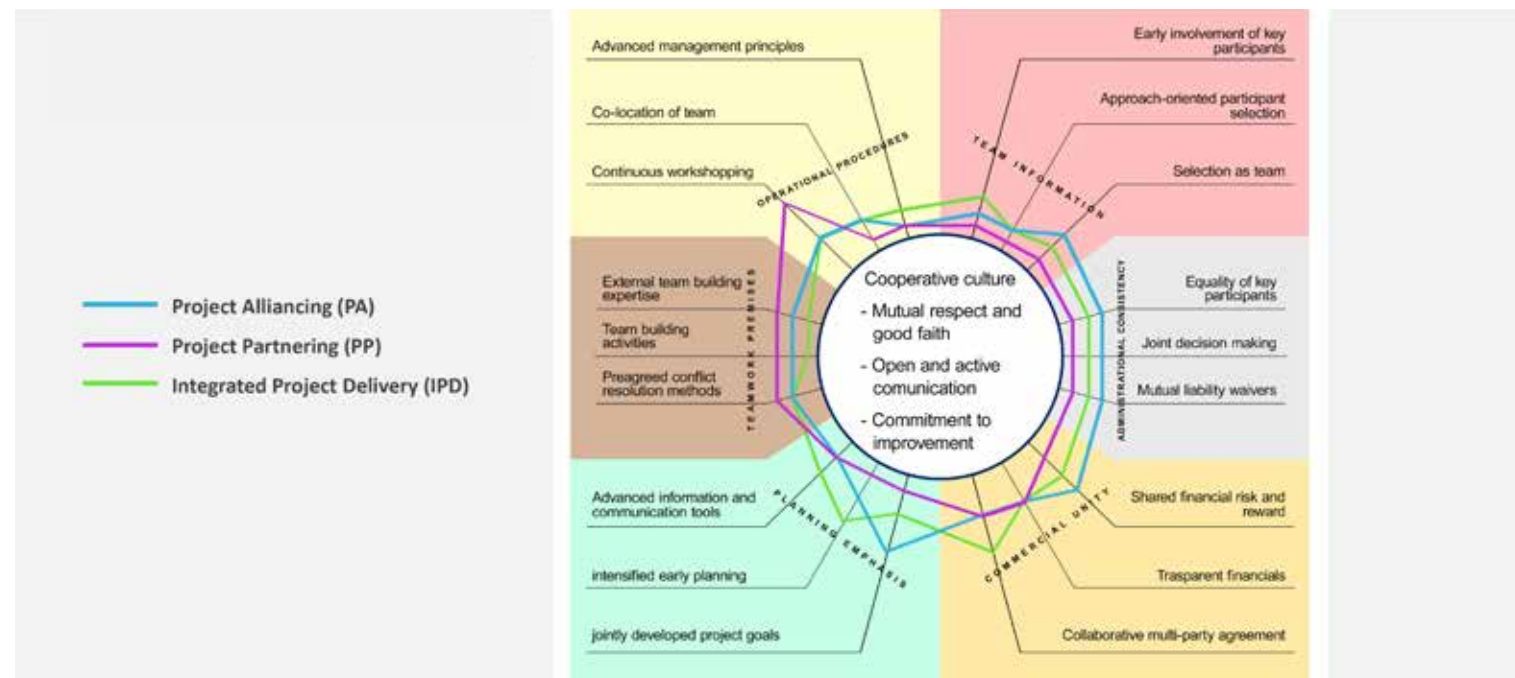 Project Alliancing (PA)
Project Partnering (PP)
Integrated Project Delivery (IPD)
Advanced management principles
Co-location of team
Continuous workshopping
OPERATIONAL PROCEDURES
Early involvement of key
participants
Approach-oriented participant
selection
Selection as team
TEAM INFORMATION
External team building
expertise
Team building
activities
Preagreed conflict
resolution methods
TEAMWORK PREMISES
Cooperative culture
- Mutual respect and
good faith
- Open and active
comunication
- Commitment to
improvement
Equality of key
participants
Joint decision making
Mutual liability waivers
ADMINISTRATIONAL CONSISTENCY
Advanced information and
communication tools
intensified early planning
jointly developed project goals
PLANNING EMPHASIS
Shared financial risk and
reward
Trasparent financials
Collaborative multi-party agreement
COMMERCIAL UNITY